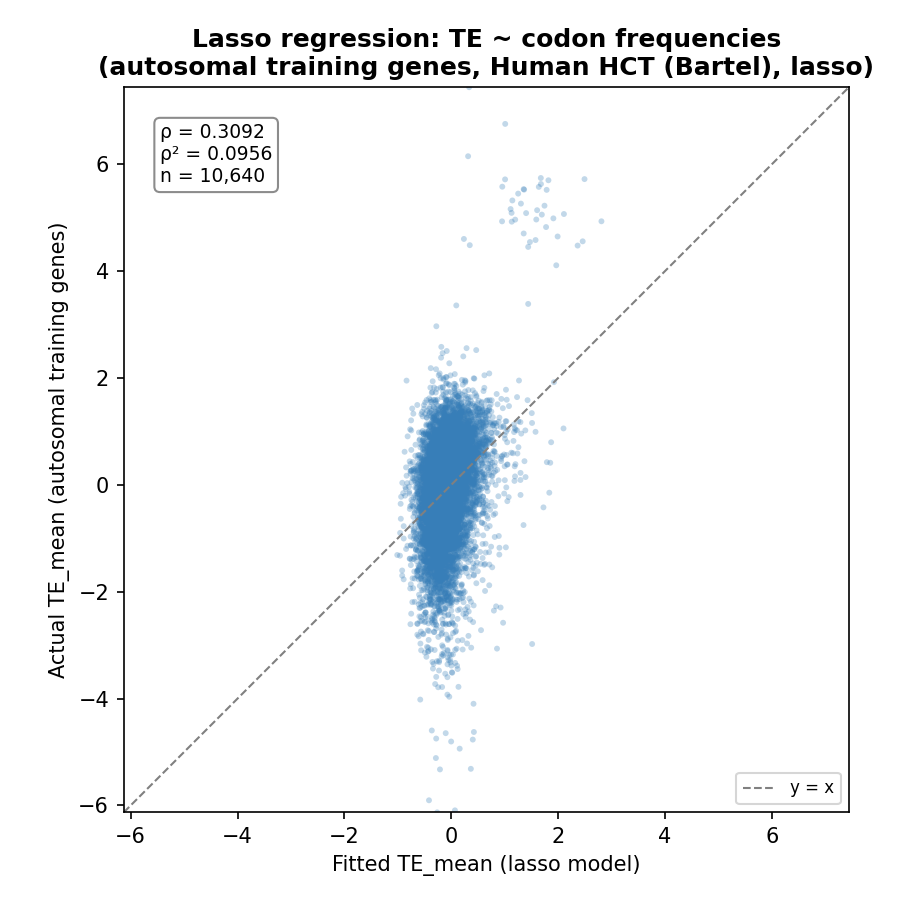 Lasso regression: TE ~ codon frequencies
(autosomal training genes, Human HCT (Bartel), lasso)
ρ = 0.3092
ρ² = 0.0956
n = 10,640
Actual TE_mean (autosomal training genes)
6
4
2
0
−2
−4
−6
y = x
−6
−4
−2
0
2
4
6
Fitted TE_mean (lasso model)